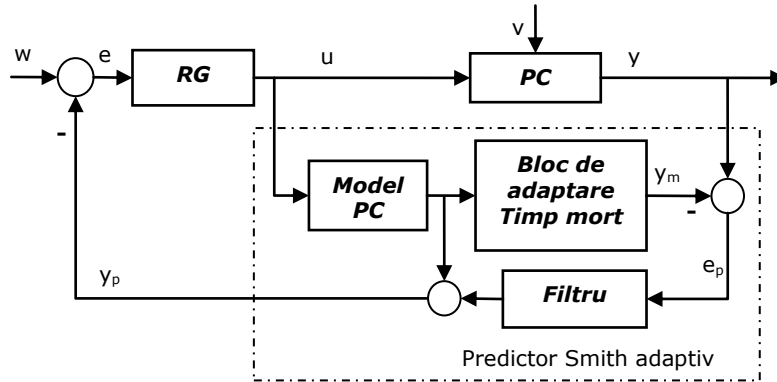 v
w
e
RG
u
PC
y
-
Model
PC
Bloc de
adaptare
Timp mort
yₘ
-
yₚ
eₚ
Filtru
Predictor Smith adaptiv